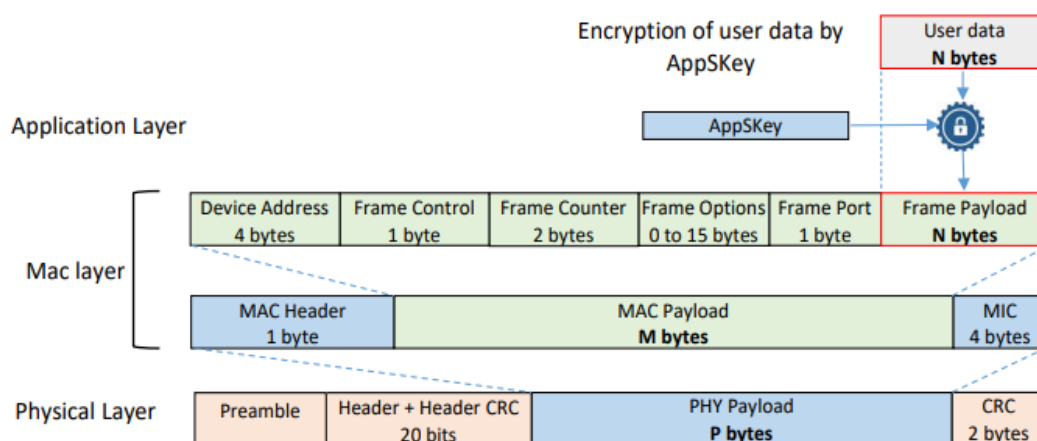 Encryption of user data by
AppSKey
User data
N bytes
Application Layer
AppSKey
Device Address
4 bytes
Frame Control
1 byte
Frame Counter
2 bytes
Frame Options
0 to 15 bytes
Frame Port
1 byte
Frame Payload
N bytes
Mac layer
MAC Header
1 byte
MAC Payload
M bytes
MIC
4 bytes
Physical Layer
Preamble
Header + Header CRC
20 bits
PHY Payload
P bytes
CRC
2 bytes